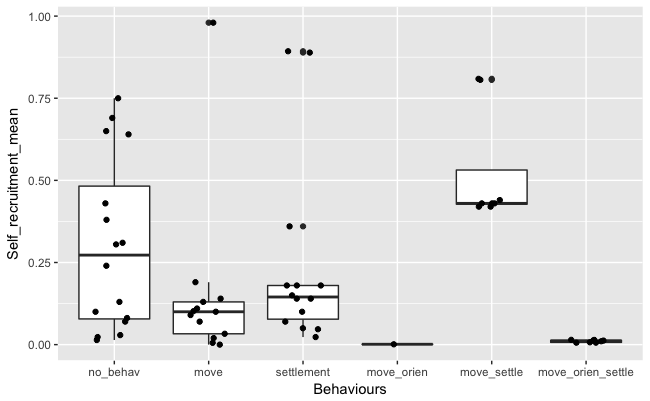 1.00
0.75
0.50
0.25
0.00
Self_recruitment_mean
no_behav move settlement move_orien move_settle move_orien_settle
Behaviours